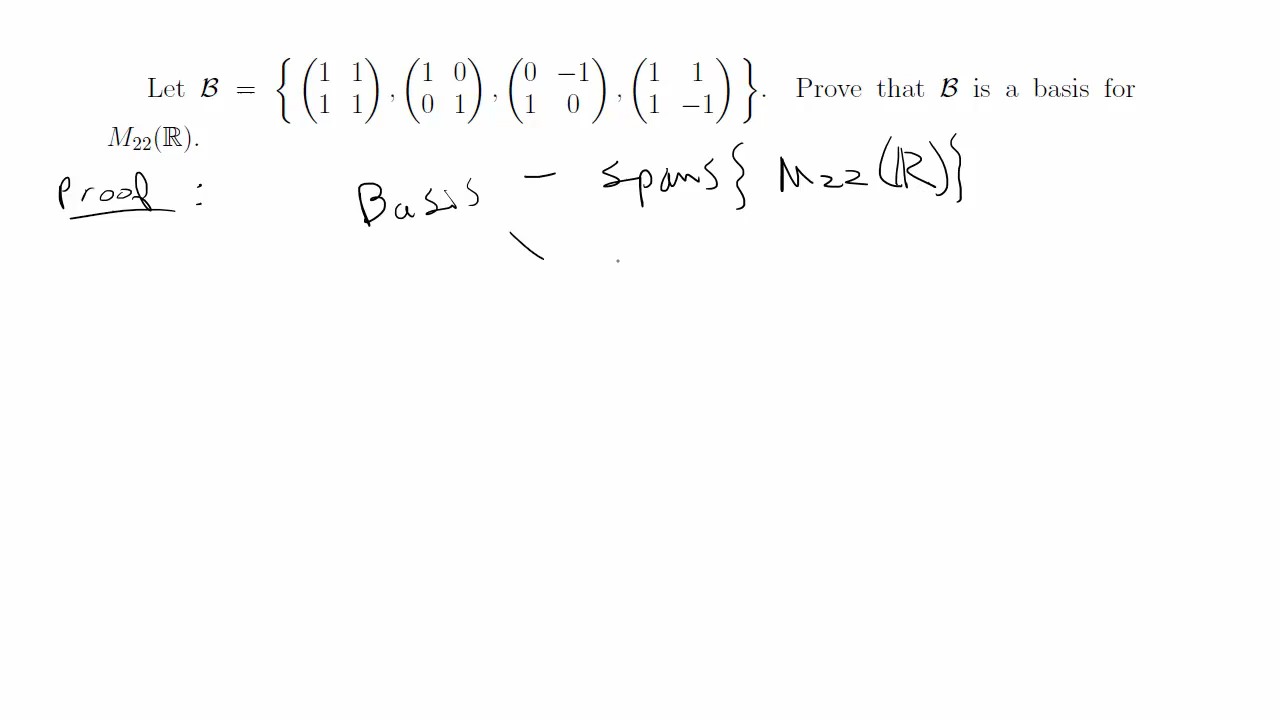 Let 𝓑 = { (1 1; 1 1), (1 0; 0 1), (0 −1; 1 0), (1 1; 1 −1) }. Prove that 𝓑 is a basis for
M₂₂(ℝ).
Proof : Basis – spans{ M₂₂(ℝ)}